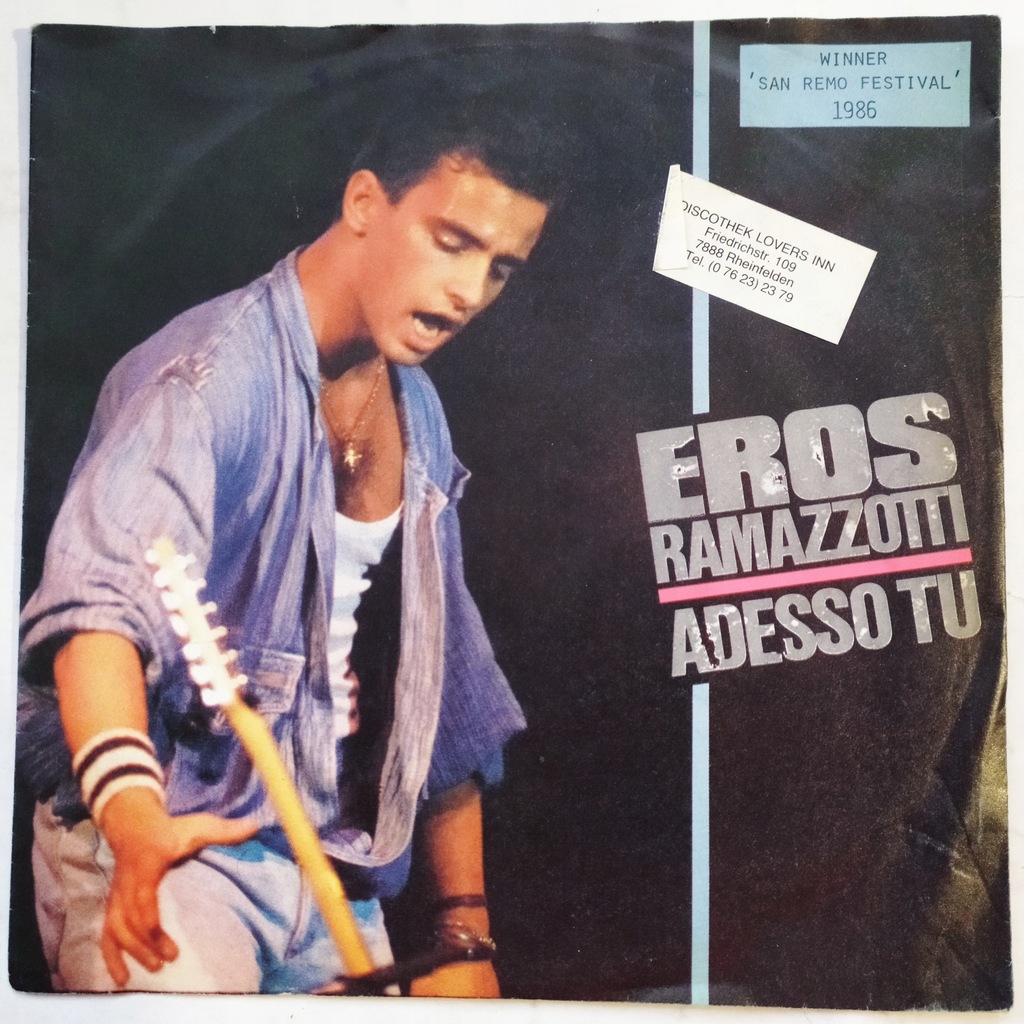 WINNER
'SAN REMO FESTIVAL'
1986
DISCOTHEK LOVERS INN
Friedrichstr. 109
7888 Rheinfelden
Tel. (0 76 23) 23 79
EROS
RAMAZZOTTI
ADESSO TU